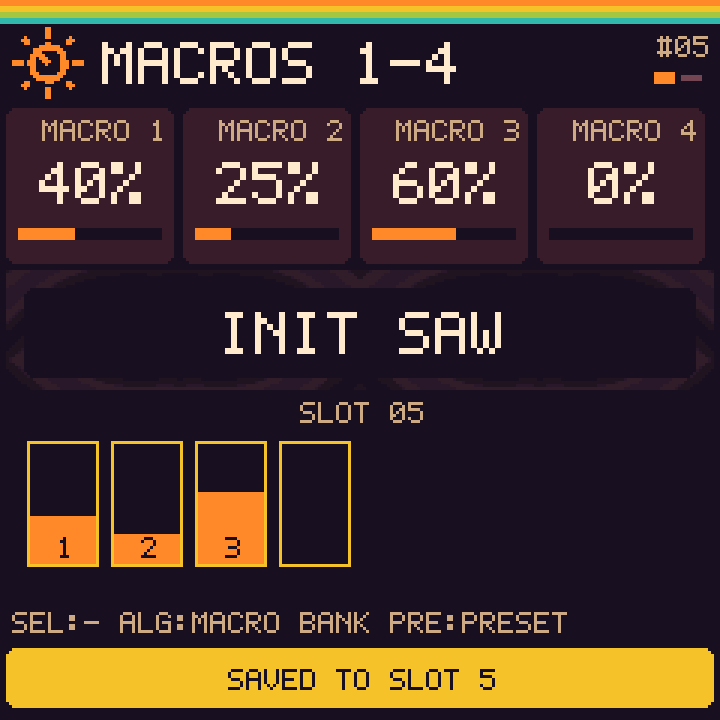 MACROS 1-4
#05
MACRO 1 MACRO 2 MACRO 3 MACRO 4
40% 25% 60% 0%
INIT SAW
SLOT 05
1 2 3
SEL:- ALG:MACRO BANK PRE:PRESET
SAVED TO SLOT 5